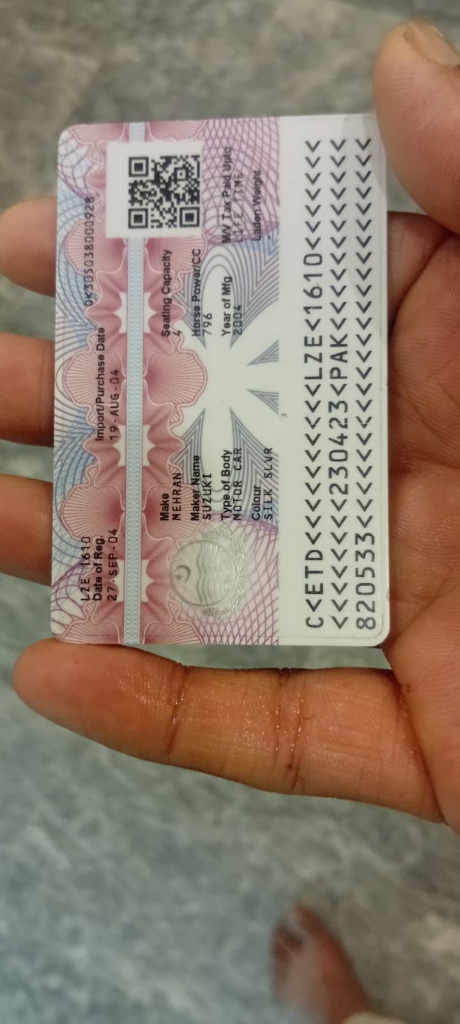 LZE 1610
0K305038000928
Date of Reg.
27-SEP-04
Import/Purchase Date
19-AUG-04
Make
MEHRAN
Seating Capacity
4
Maker Name
SUZUKI
Horse Power/CC
796
Type of Body
MOTOR CAR
Year of Mfg
2004
M/V Tax Paid Upto
LIFE TIME
Colour
SILK SLVR
Laden Weight
C<ETD<<<<<<<<<<<<<<LZE<1610<<<<<<<
<<<<<<<230423<PAK<<<<<<<<<<<<<
820533<<<<<<<<<<<<<<<<<<<<<<<<